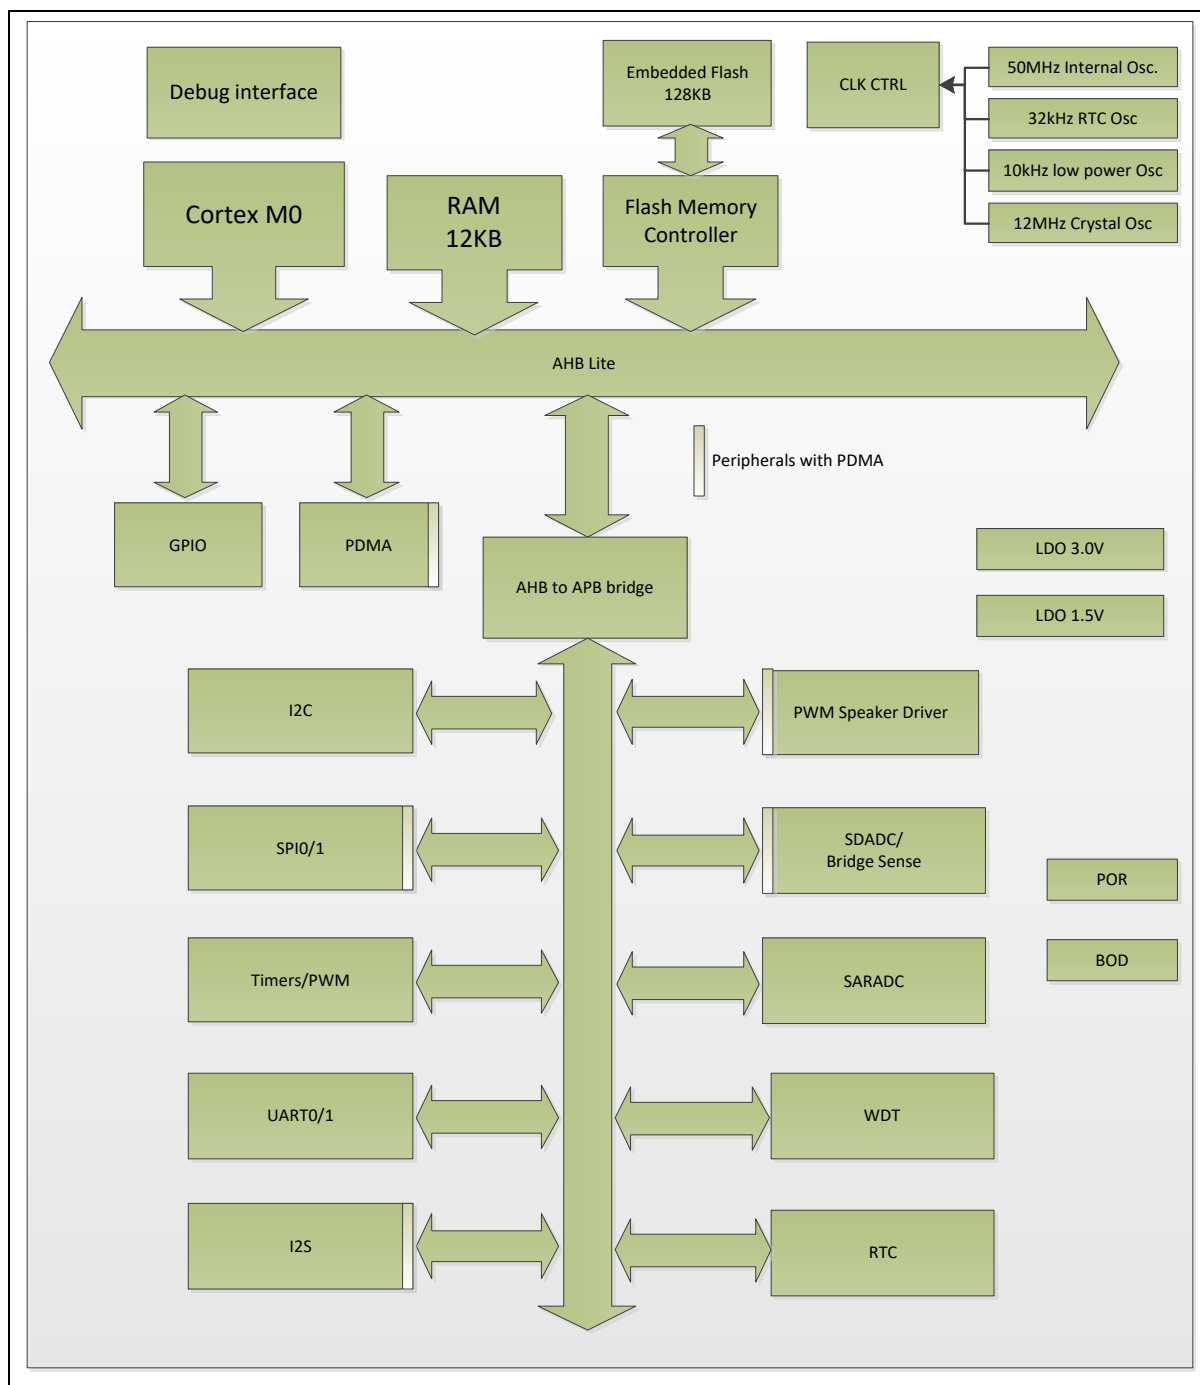 Debug interface
Embedded Flash
128KB
CLK CTRL
50MHz Internal Osc.
32kHz RTC Osc
10kHz low power Osc
12MHz Crystal Osc
Cortex M0
RAM
12KB
Flash Memory
Controller
AHB Lite
Peripherals with PDMA
GPIO
PDMA
AHB to APB bridge
LDO 3.0V
LDO 1.5V
I2C
PWM Speaker Driver
SPI0/1
SDADC/
Bridge Sense
POR
Timers/PWM
SARADC
BOD
UART0/1
WDT
I2S
RTC